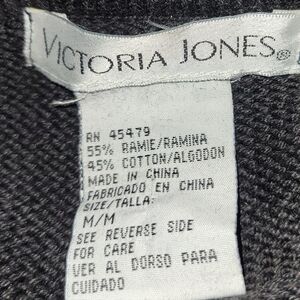 VICTORIA JONES®
RN 45479
55% RAMIE/RAMINA
45% COTTON/ALGODON
MADE IN CHINA
FABRICADO EN CHINA
SIZE/TALLA:
M/M
SEE REVERSE SIDE
FOR CARE
VER AL DORSO PARA
CUIDADO